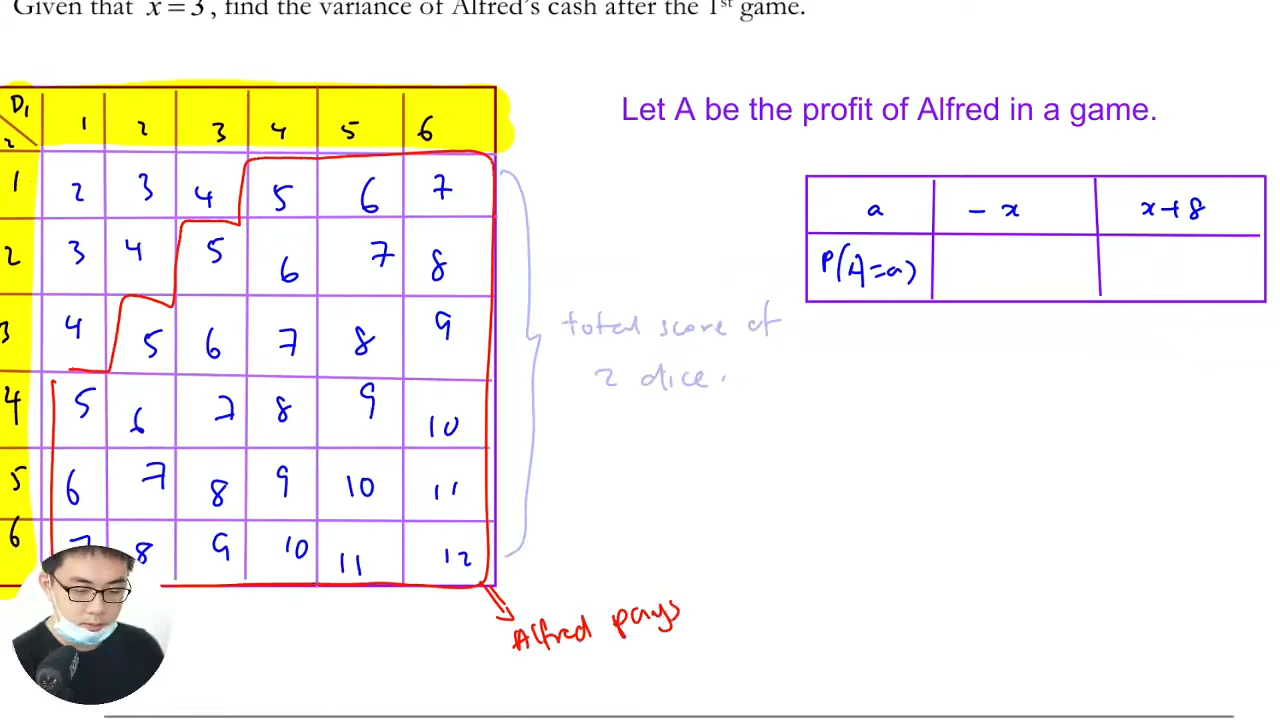 Given that x = 3, find the variance of Alfred's cash after the 1st game.
Let A be the profit of Alfred in a game.
D1 1 2 3 4 5 6
2
1 2 3 4 5 6 7
2 3 4 5 6 7 8
3 4 5 6 7 8 9
4 5 6 7 8 9 10
5 6 7 8 9 10 11
6 7 8 9 10 11 12
a - x x+8
P(A=a)
total score of
2 dice.
Alfred pays